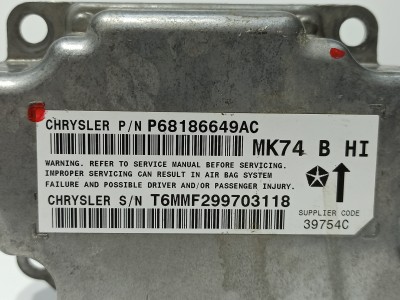 CHRYSLER P/N P68186649AC
MK74 B HI
WARNING. REFER TO SERVICE MANUAL BEFORE SERVICING.
IMPROPER SERVICING CAN RESULT IN AIR BAG SYSTEM
FAILURE AND POSSIBLE DRIVER AND/OR PASSENGER INJURY.
CHRYSLER S/N T6MMF299703118
SUPPLIER CODE
39754C